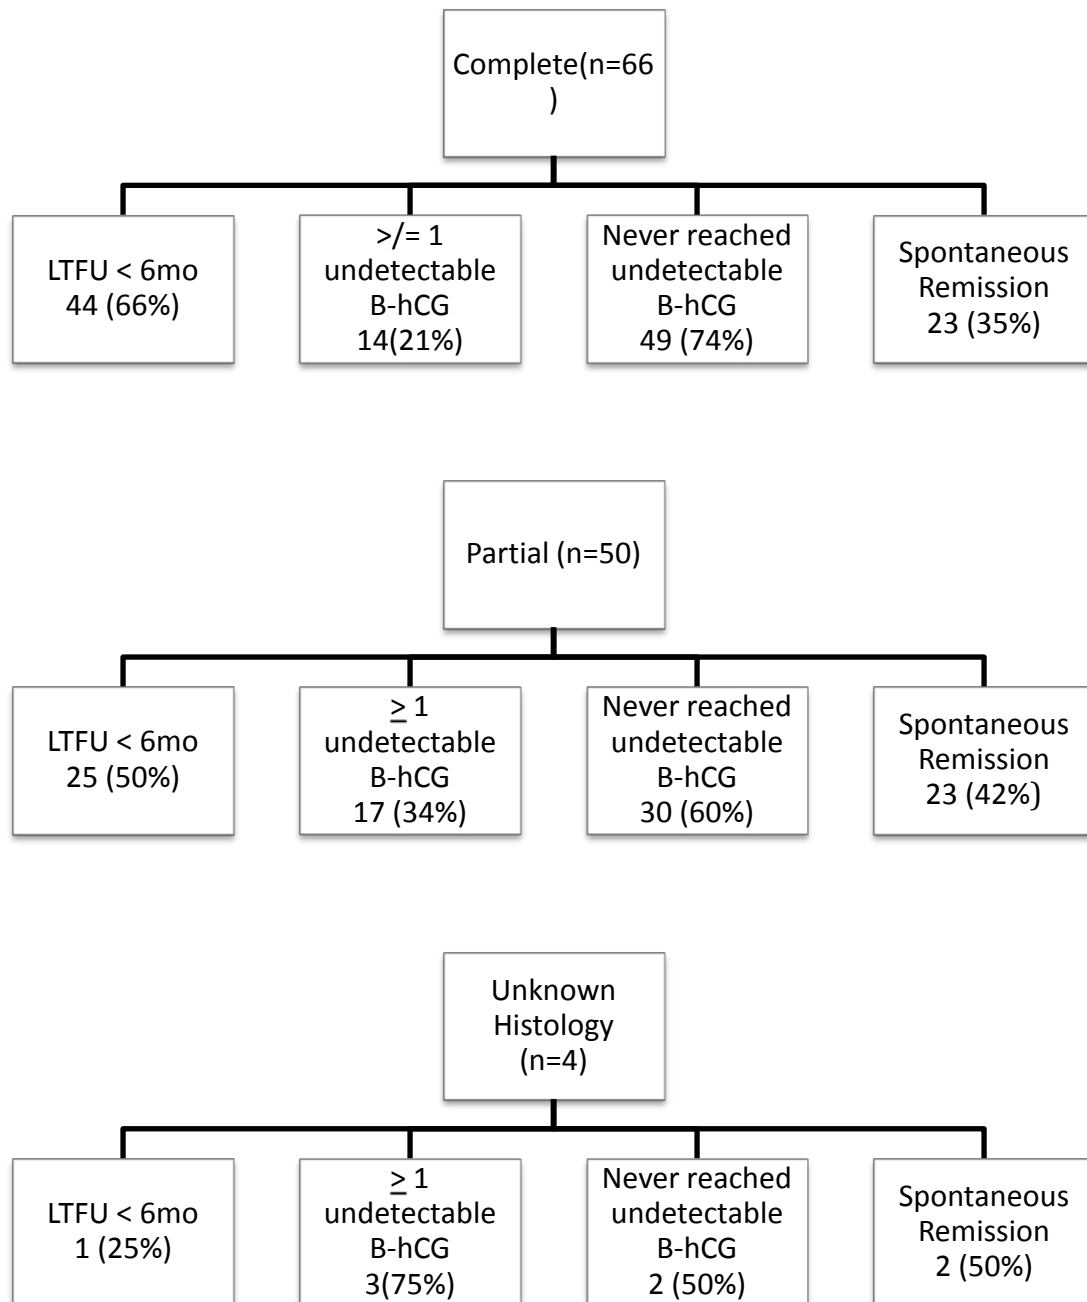 Complete(n=66
)
LTFU < 6mo
44 (66%)
>/= 1
undetectable
B-hCG
14(21%)
Never reached
undetectable
B-hCG
49 (74%)
Spontaneous
Remission
23 (35%)
Partial (n=50)
LTFU < 6mo
25 (50%)
≥ 1
undetectable
B-hCG
17 (34%)
Never reached
undetectable
B-hCG
30 (60%)
Spontaneous
Remission
23 (42%)
Unknown
Histology
(n=4)
LTFU < 6mo
1 (25%)
≥ 1
undetectable
B-hCG
3(75%)
Never reached
undetectable
B-hCG
2 (50%)
Spontaneous
Remission
2 (50%)